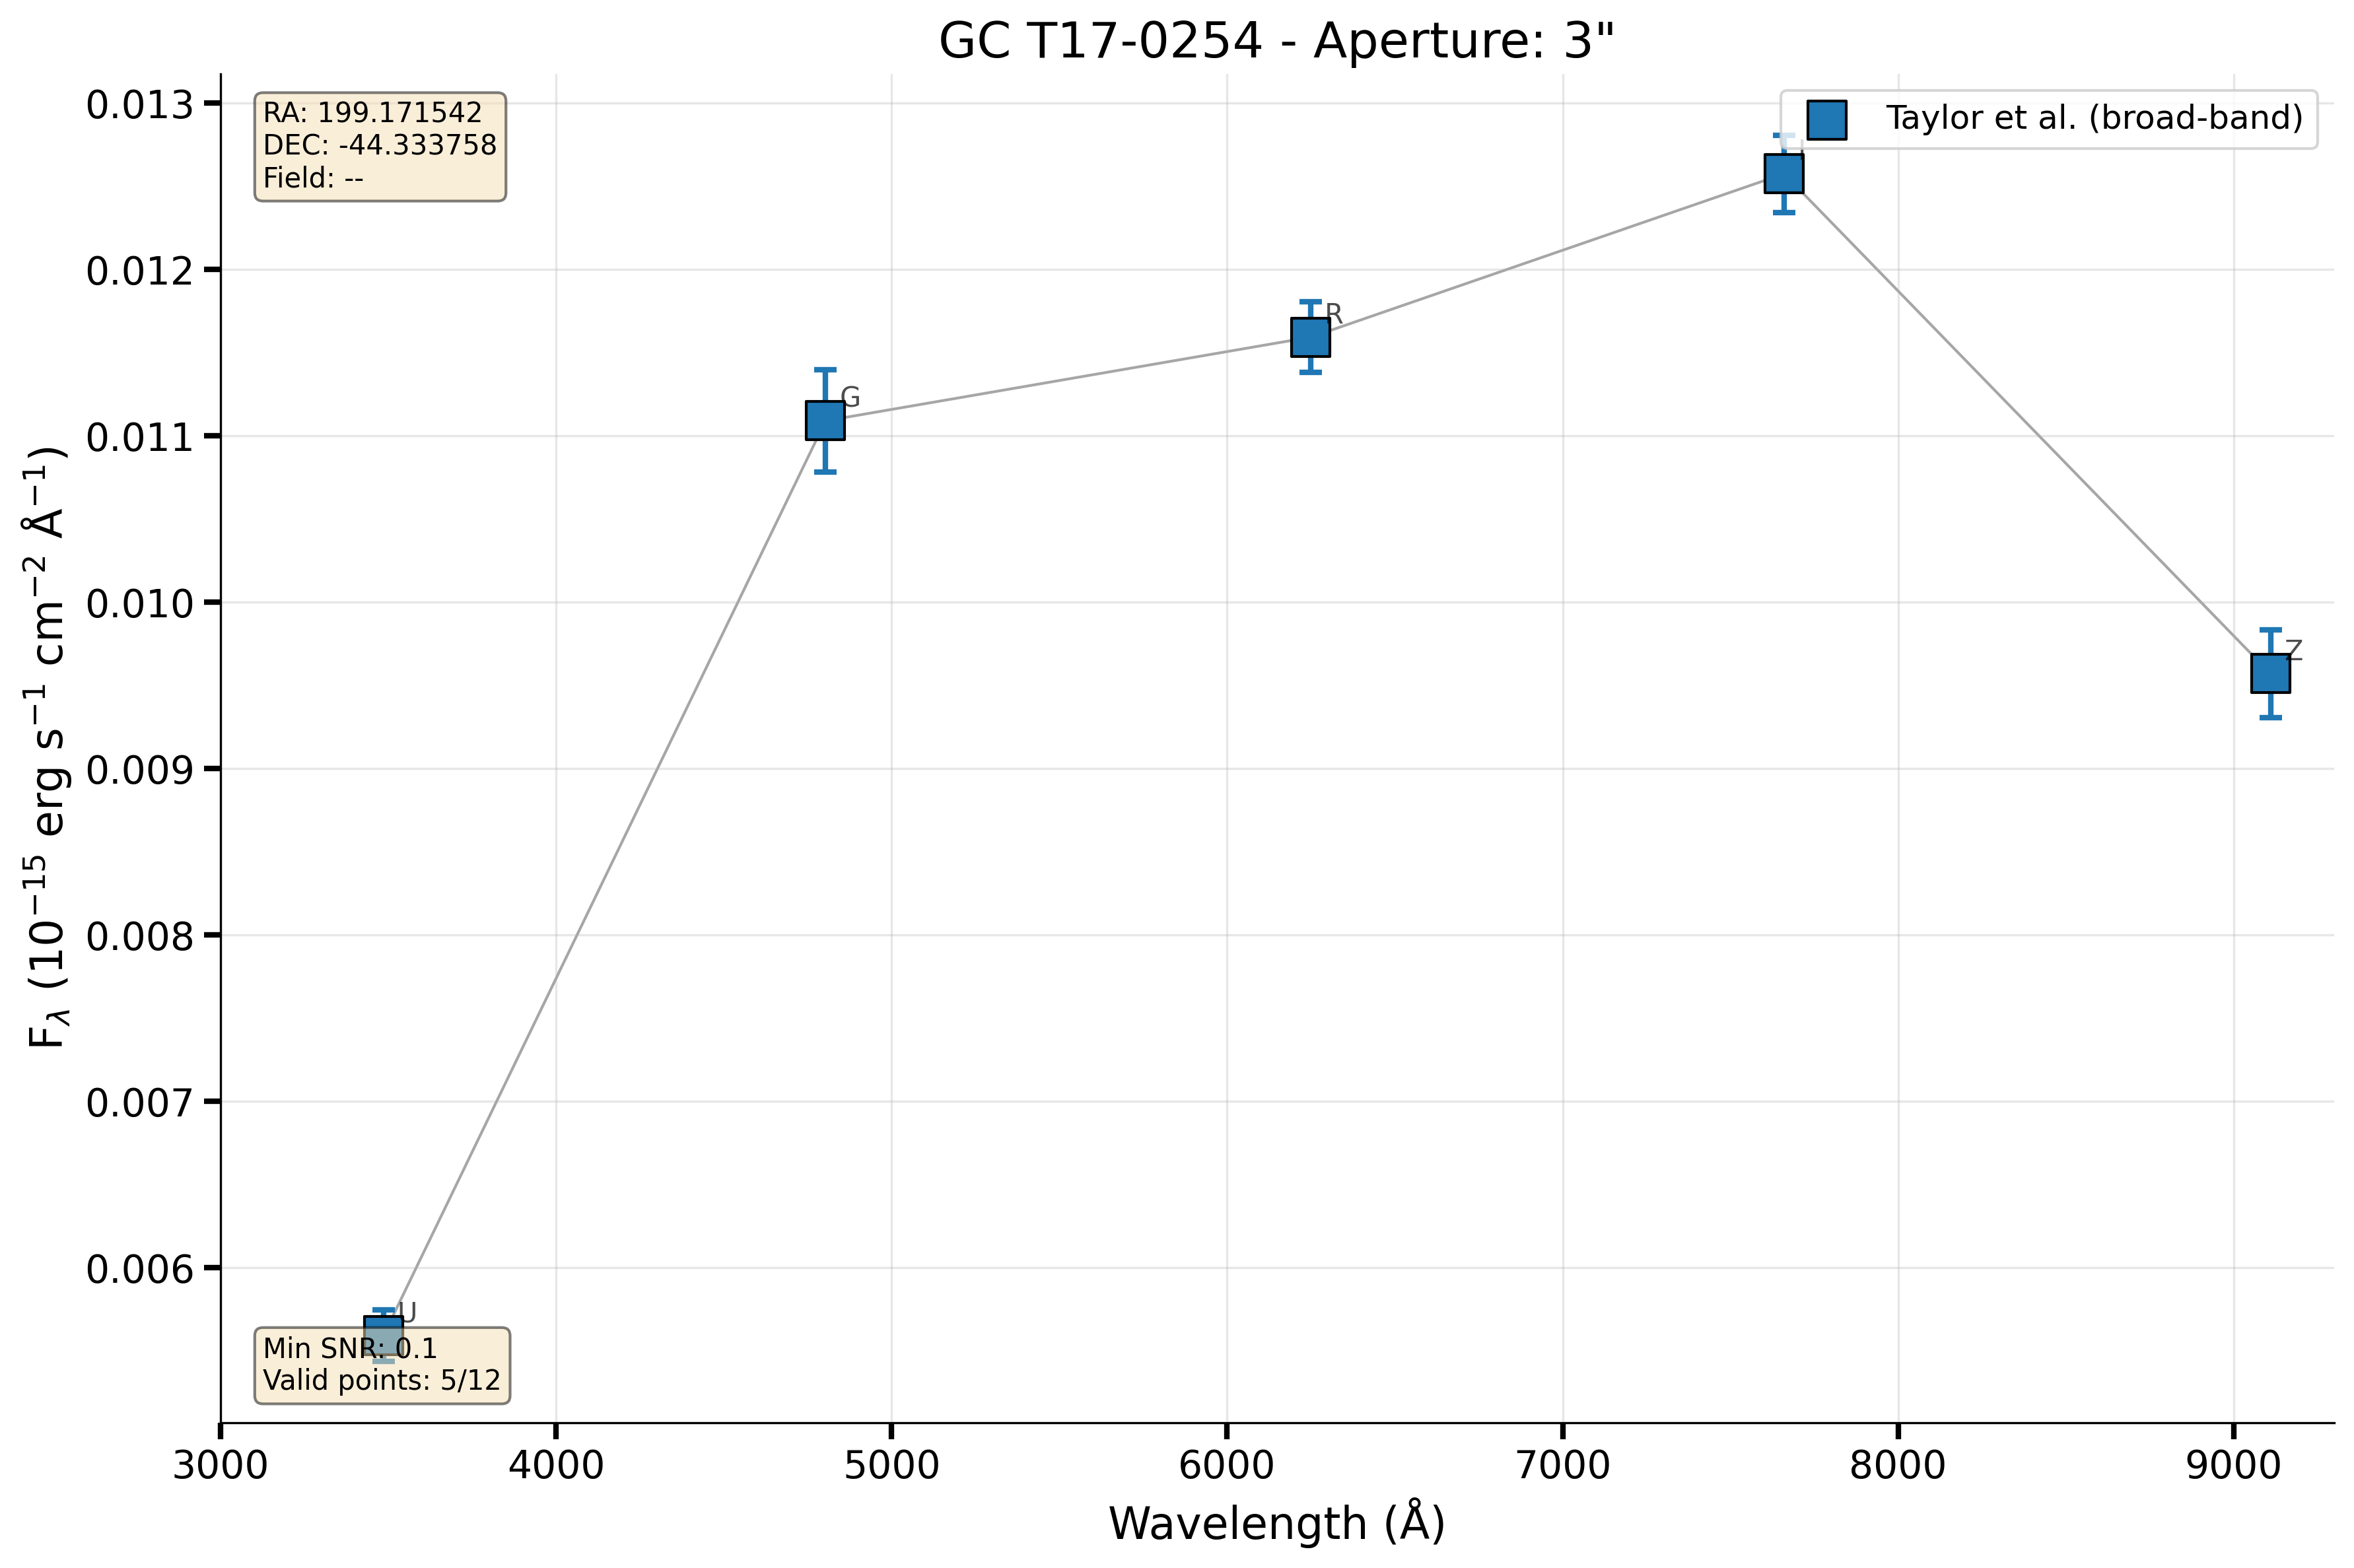 GC T17-0254 - Aperture: 3"
RA: 199.171542
DEC: -44.333758
Field: --
Taylor et al. (broad-band)
0.013
0.012
0.011
0.010
0.009
0.008
0.007
0.006
F_λ (10⁻¹⁵ erg s⁻¹ cm⁻² Å⁻¹)
I
R
G
Z
U
Min SNR: 0.1
Valid points: 5/12
3000 4000 5000 6000 7000 8000 9000
Wavelength (Å)